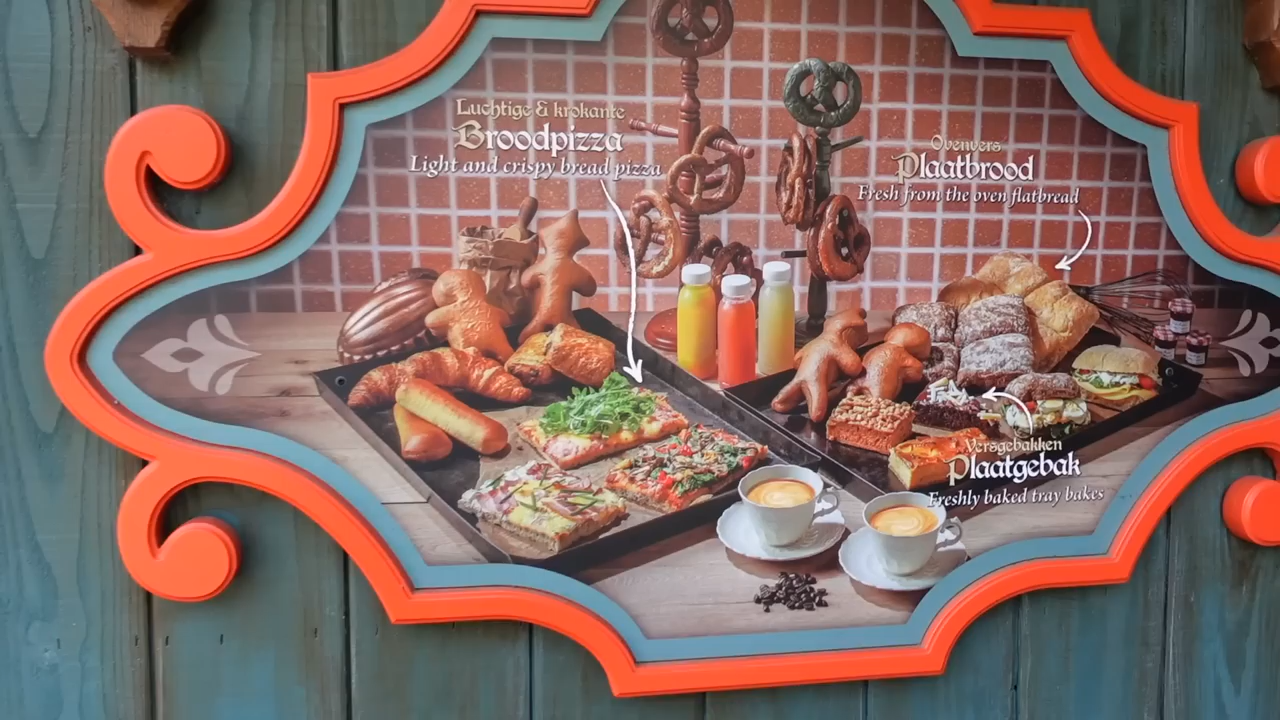 Luchtige & krokante
Broodpizza
Light and crispy bread pizza
Ovenvers
Plaatbrood
Fresh from the oven flatbread
Versgebakken
Plaatgebak
Freshly baked tray bakes